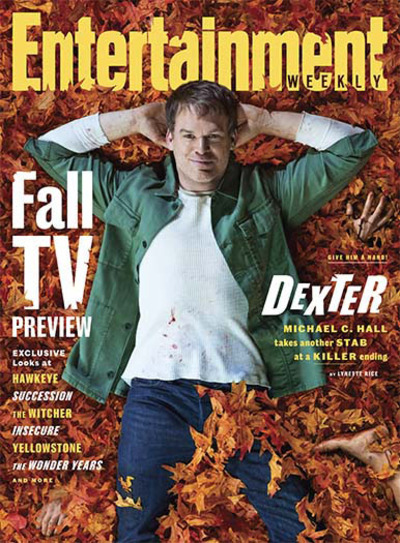 Entertainment
WEEKLY
Fall
TV
PREVIEW
EXCLUSIVE
Looks at
HAWKEYE
SUCCESSION
THE WITCHER
INSECURE
YELLOWSTONE
THE WONDER YEARS
AND MORE
GIVE HIM A HAND!
DEXTER
MICHAEL C. HALL
takes another STAB
at a KILLER ending
BY LYNETTE RICE